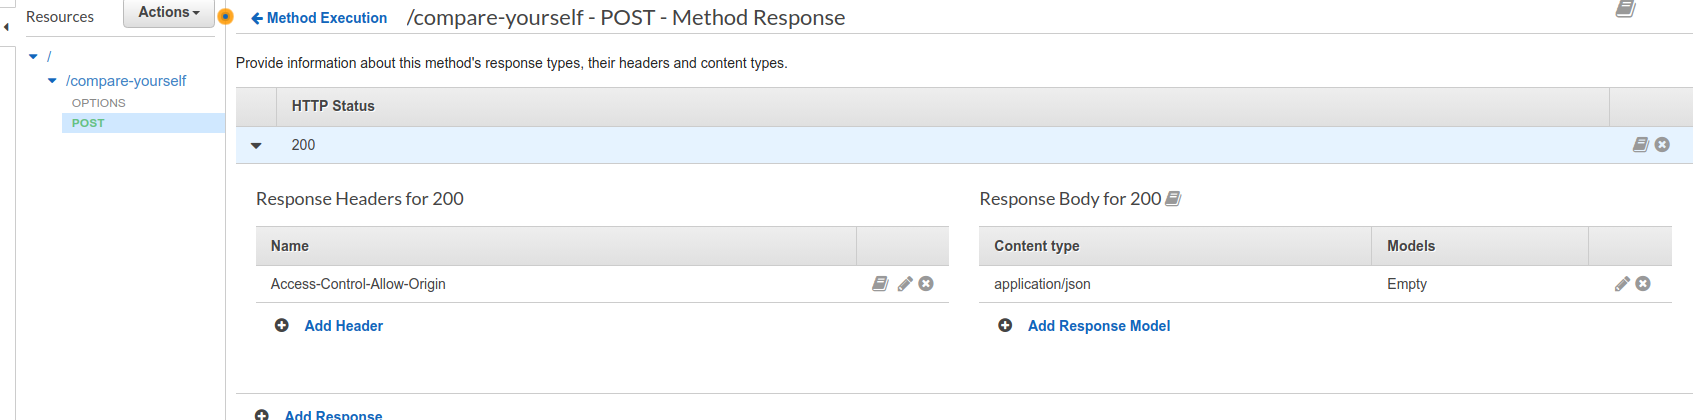 Resources
Actions
Method Execution
/compare-yourself - POST - Method Response
/
/compare-yourself
OPTIONS
POST
Provide information about this method's response types, their headers and content types.
HTTP Status
200
Response Headers for 200
Name
Access-Control-Allow-Origin
Add Header
Response Body for 200
Content type Models
application/json Empty
Add Response Model
Add Response